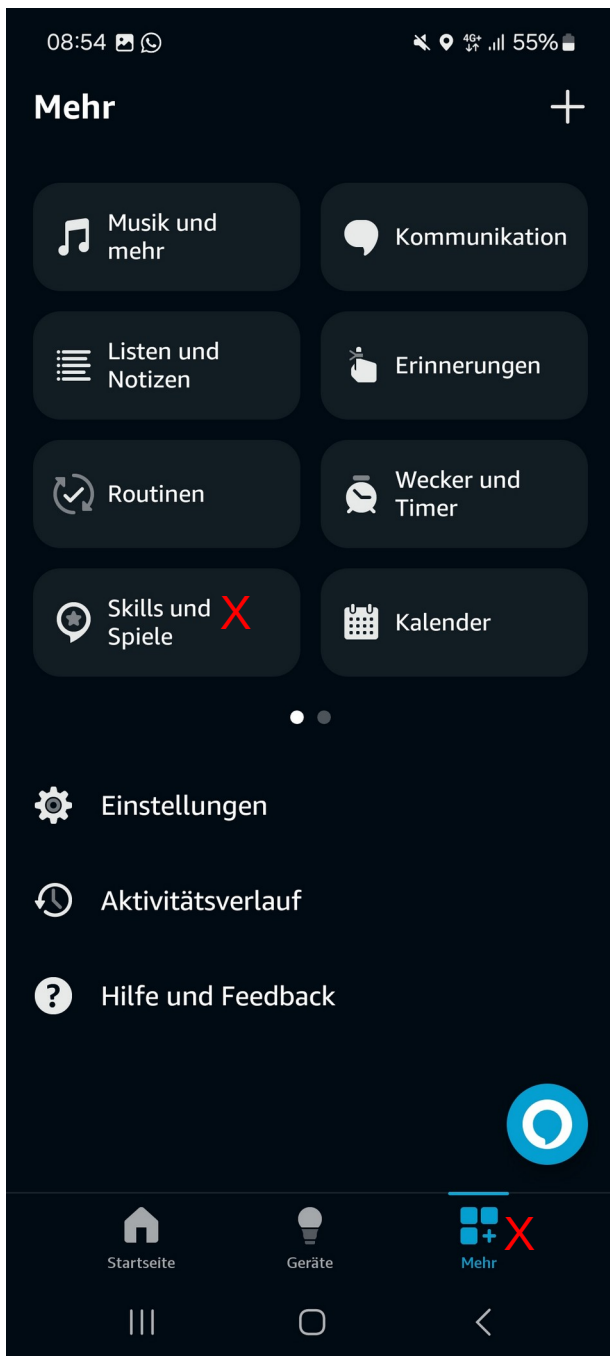 08:54 4G+ 55%
Mehr
Musik und
mehr
Kommunikation
Listen und
Notizen
Erinnerungen
Routinen
Wecker und
Timer
Skills und
Spiele
X
Kalender
Einstellungen
Aktivitätsverlauf
Hilfe und Feedback
Startseite
Geräte
Mehr
X